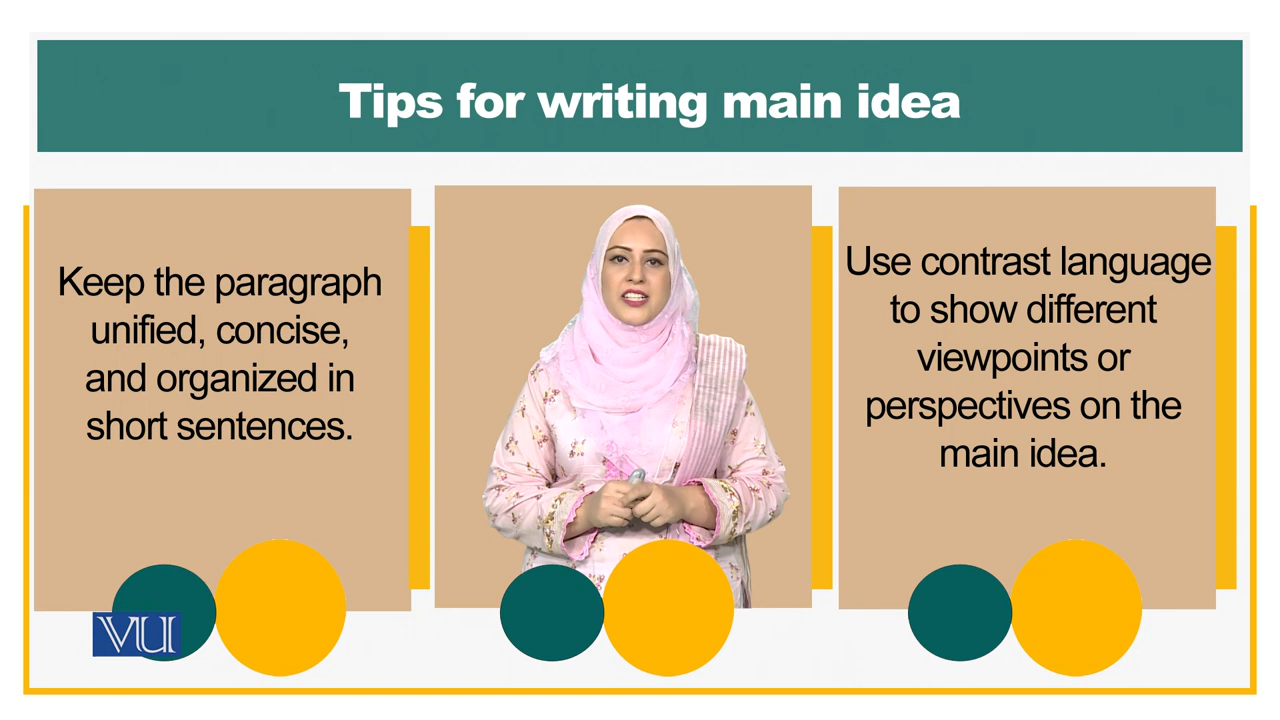 Tips for writing main idea
Keep the paragraph
unified, concise,
and organized in
short sentences.
Use contrast language
to show different
viewpoints or
perspectives on the
main idea.
VU